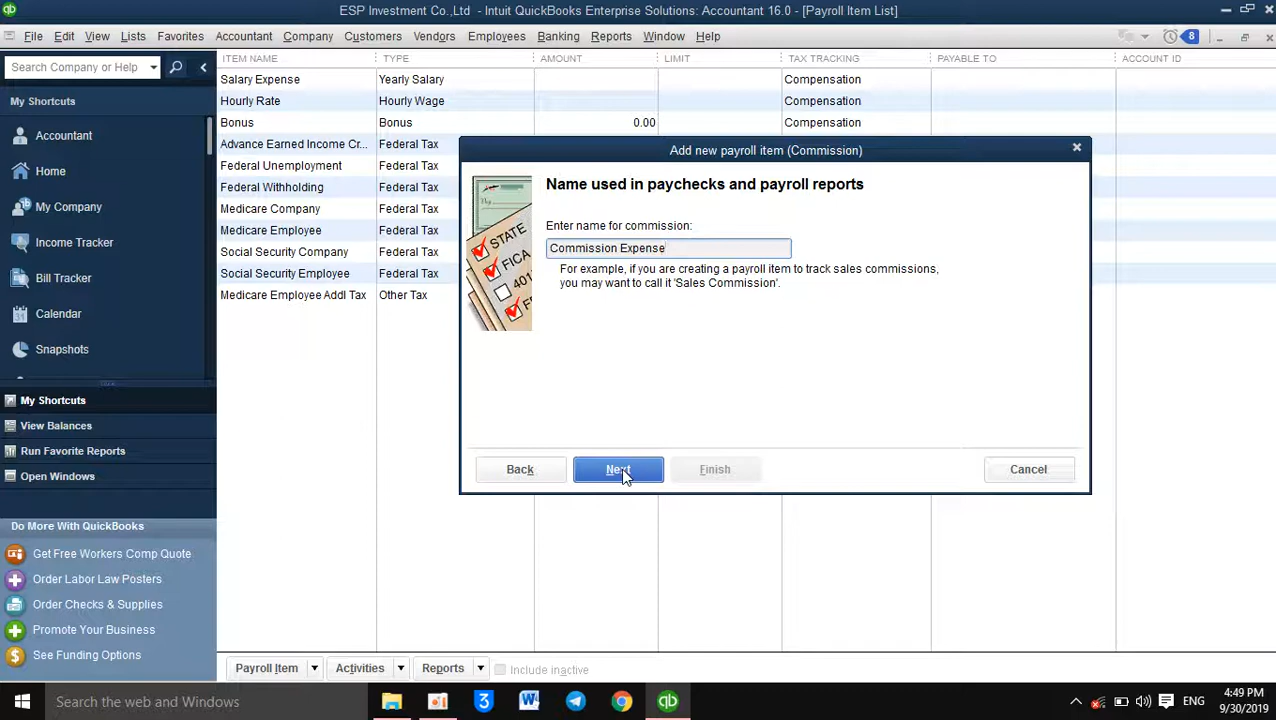 ESP Investment Co.,Ltd - Intuit QuickBooks Enterprise Solutions: Accountant 16.0 - [Payroll Item List]
File Edit View Lists Favorites Accountant Company Customers Vendors Employees Banking Reports Window Help 8
Search Company or Help
My Shortcuts
Accountant
Home
My Company
Income Tracker
Bill Tracker
Calendar
Snapshots
My Shortcuts
View Balances
Run Favorite Reports
Open Windows
Do More With QuickBooks
Get Free Workers Comp Quote
Order Labor Law Posters
Order Checks & Supplies
Promote Your Business
See Funding Options
ITEM NAME TYPE AMOUNT LIMIT TAX TRACKING PAYABLE TO ACCOUNT ID
Salary Expense Yearly Salary Compensation
Hourly Rate Hourly Wage Compensation
Bonus Bonus 0.00 Compensation
Advance Earned Income Cr... Federal Tax
Federal Unemployment Federal Tax
Federal Withholding Federal Tax
Medicare Company Federal Tax
Medicare Employee Federal Tax
Social Security Company Federal Tax
Social Security Employee Federal Tax
Medicare Employee Addl Tax Other Tax
Add new payroll item (Commission)
STATE
FICA
401
Name used in paychecks and payroll reports
Enter name for commission:
Commission Expense
For example, if you are creating a payroll item to track sales commissions,
you may want to call it 'Sales Commission'.
Back Next Finish Cancel
Payroll Item Activities Reports Include inactive
Search the web and Windows
ENG
4:49 PM
9/30/2019